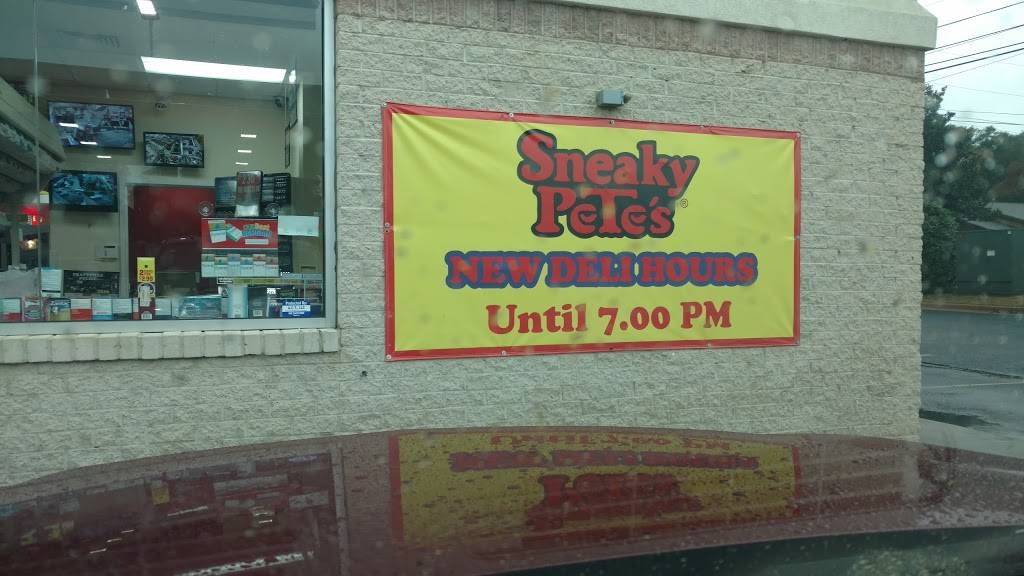 Sneaky
PeTe's®
NEW DELI HOURS
Until 7.00 PM